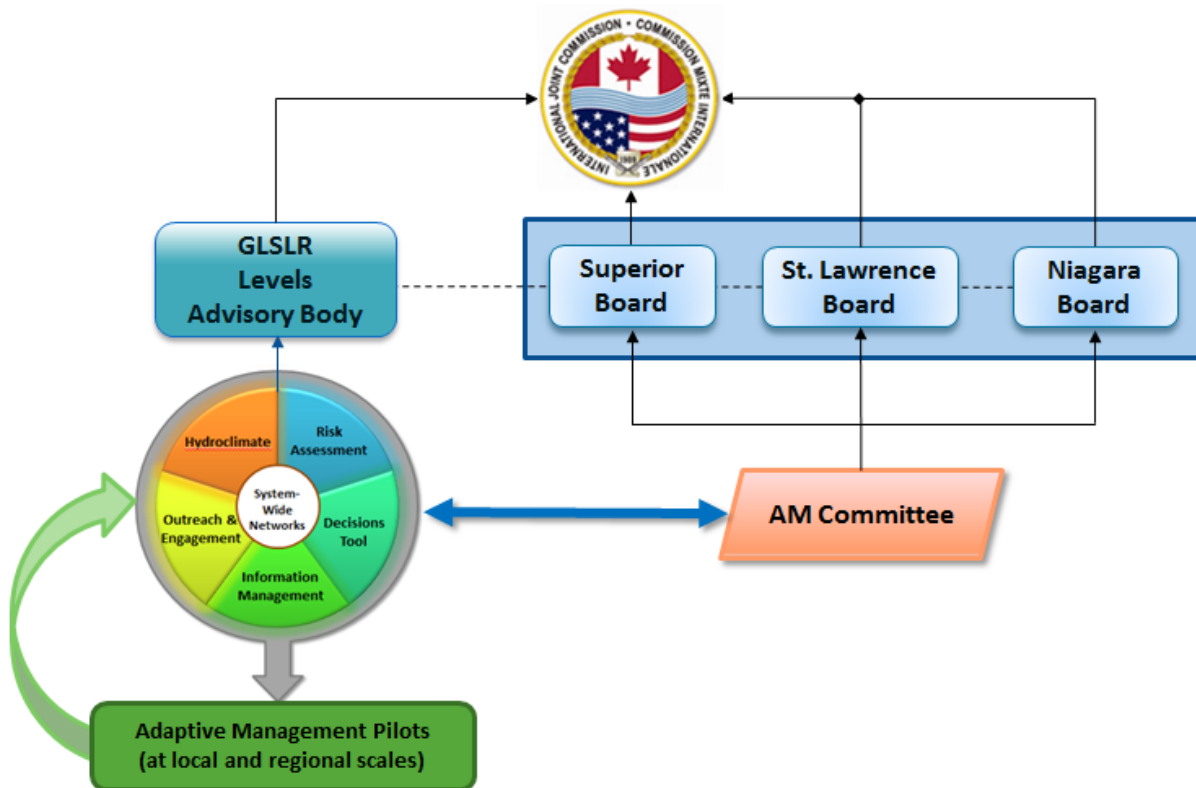 INTERNATIONAL JOINT COMMISSION • COMMISSION MIXTE INTERNATIONALE
1909
GLSLR
Levels
Advisory Body
Superior
Board
St. Lawrence
Board
Niagara
Board
Hydroclimate
Risk
Assessment
System-
Wide
Networks
Outreach &
Engagement
Decisions
Tool
Information
Management
AM Committee
Adaptive Management Pilots
(at local and regional scales)